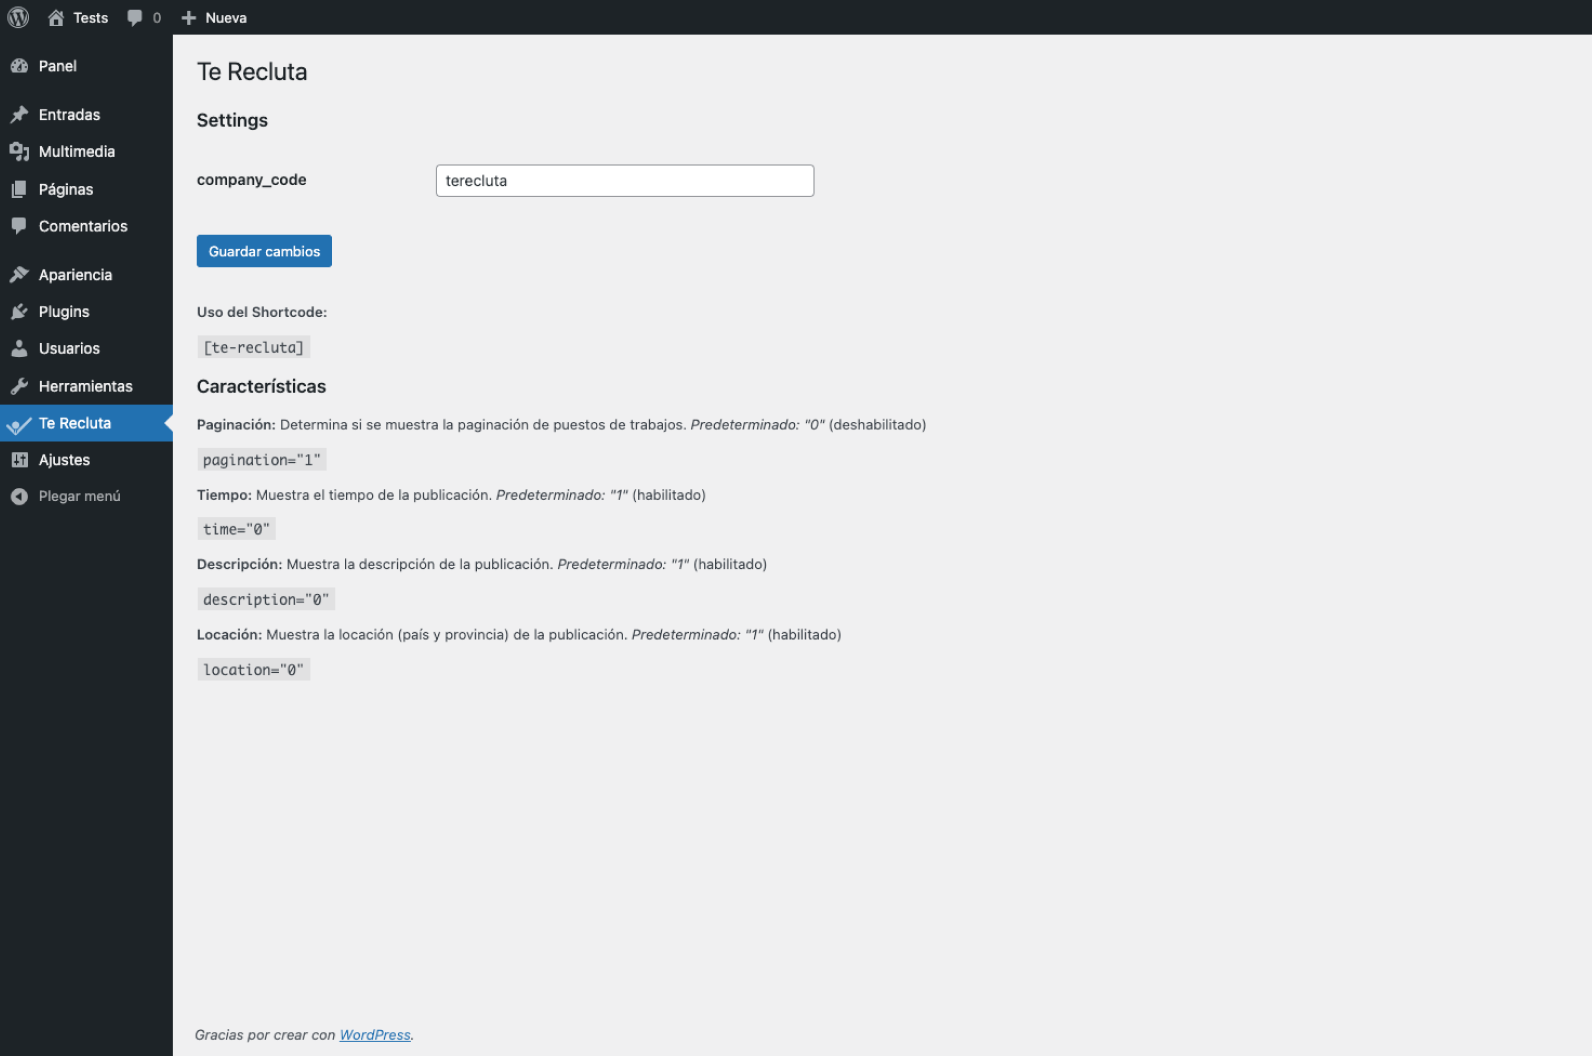 Tests 0 Nueva
Panel
Entradas
Multimedia
Páginas
Comentarios
Apariencia
Plugins
Usuarios
Herramientas
Te Recluta
Ajustes
Plegar menú
Te Recluta
Settings
company_code terecluta
Guardar cambios
Uso del Shortcode:
[te-recluta]
Características
Paginación: Determina si se muestra la paginación de puestos de trabajos. Predeterminado: "0" (deshabilitado)
pagination="1"
Tiempo: Muestra el tiempo de la publicación. Predeterminado: "1" (habilitado)
time="0"
Descripción: Muestra la descripción de la publicación. Predeterminado: "1" (habilitado)
description="0"
Locación: Muestra la locación (país y provincia) de la publicación. Predeterminado: "1" (habilitado)
location="0"
Gracias por crear con WordPress.